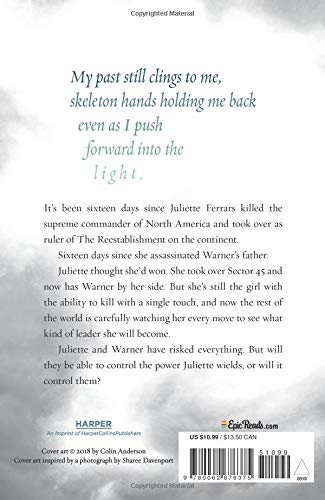 My past still clings to me,
skeleton hands holding me back
even as I push
forward into the
light.
It's been sixteen days since Juliette Ferrars killed the
supreme commander of North America and took over as
ruler of The Reestablishment on the continent.
Sixteen days since she assassinated Warner's father.
Juliette thought she'd won. She took over Sector 45 and
now has Warner by her side. But she's still the girl with
the ability to kill with a single touch, and now the rest of
the world is carefully watching her every move to see what
kind of leader she will become.
Juliette and Warner have risked everything. But will
they be able to control the power Juliette wields, or will it
control them?
HARPER
An Imprint of HarperCollinsPublishers
Cover art © 2018 by Colin Anderson
Cover art inspired by a photograph by Sharee Davenport
EpicReads.com
US $10.99 / $13.50 CAN
51099
9 780062 676375
0319
Copyrighted Material